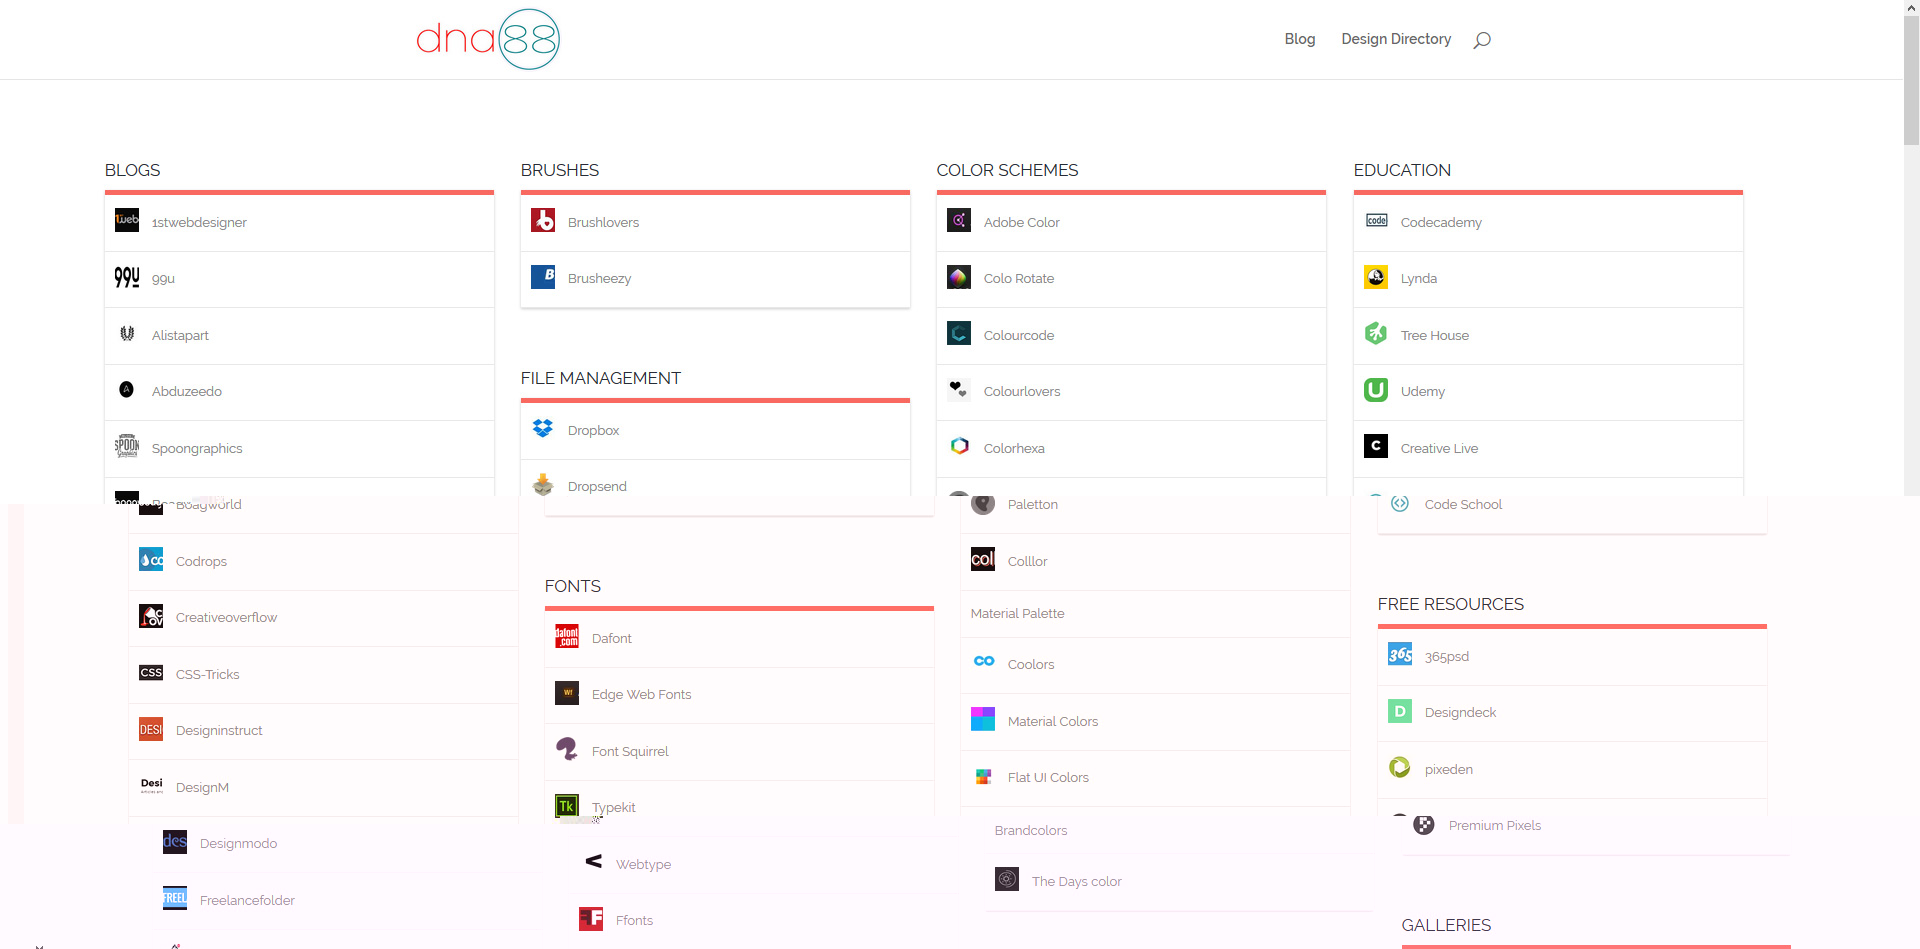 dna88
Blog
Design Directory
BLOGS
1stwebdesigner
99u
Alistapart
Abduzeedo
Spoongraphics
Boagworld
Codrops
Creativeoverflow
CSS-Tricks
Designinstruct
DesignM
Designmodo
Freelancefolder
BRUSHES
Brushlovers
Brusheezy
FILE MANAGEMENT
Dropbox
Dropsend
FONTS
Dafont
Edge Web Fonts
Font Squirrel
Typekit
Webtype
Ffonts
COLOR SCHEMES
Adobe Color
Colo Rotate
Colourcode
Colourlovers
Colorhexa
Paletton
Colllor
Material Palette
Coolors
Material Colors
Flat UI Colors
Brandcolors
The Days color
EDUCATION
Codecademy
Lynda
Tree House
Udemy
Creative Live
Code School
FREE RESOURCES
365psd
Designdeck
pixeden
Premium Pixels
GALLERIES